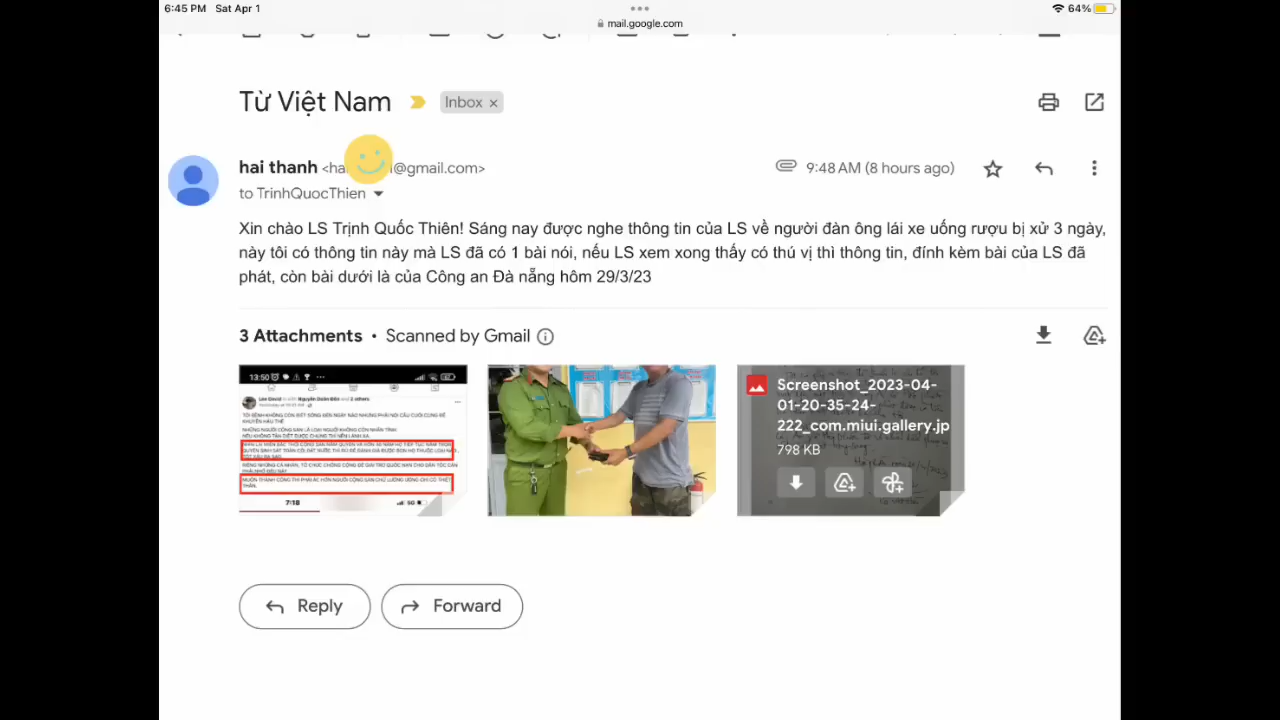 6:45 PM Sat Apr 1
64%
mail.google.com
Từ Việt Nam
Inbox ×
hai thanh <ha @gmail.com>
9:48 AM (8 hours ago)
to TrinhQuocThien
Xin chào LS Trịnh Quốc Thiên! Sáng nay được nghe thông tin của LS về người đàn ông lái xe uống rượu bị xử 3 ngày,
này tôi có thông tin này mà LS đã có 1 bài nói, nếu LS xem xong thấy có thú vị thì thông tin, đính kèm bài của LS đã
phát, còn bài dưới là của Công an Đà nẵng hôm 29/3/23
3 Attachments • Scanned by Gmail
13:50
7:18
Screenshot_2023-04-
01-20-35-24-
222_com.miui.gallery.jp
798 KB
Reply
Forward